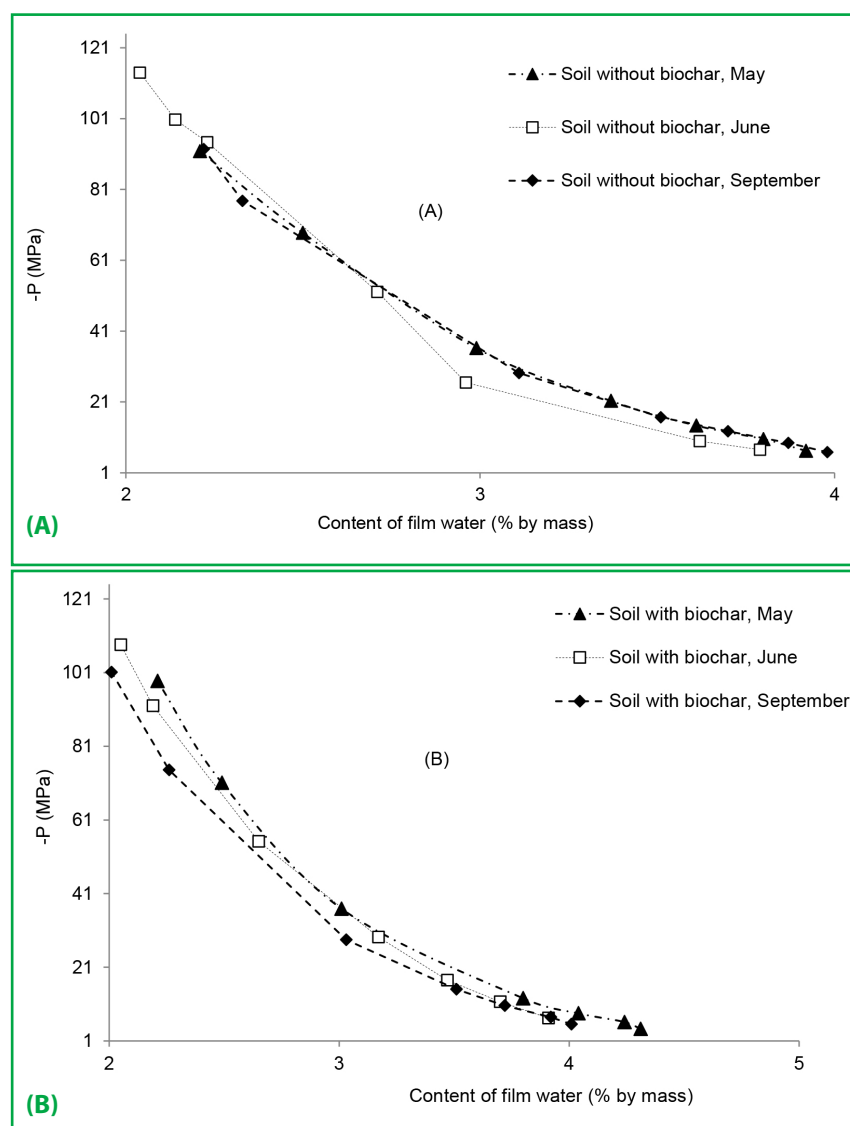 121
101
81
61
41
21
1
-P (MPa)
Soil without biochar, May
Soil without biochar, June
Soil without biochar, September
(A)
2
3
4
Content of film water (% by mass)
(A)
121
101
81
61
41
21
1
-P (MPa)
Soil with biochar, May
Soil with biochar, June
Soil with biochar, September
(B)
2
3
4
5
Content of film water (% by mass)
(B)